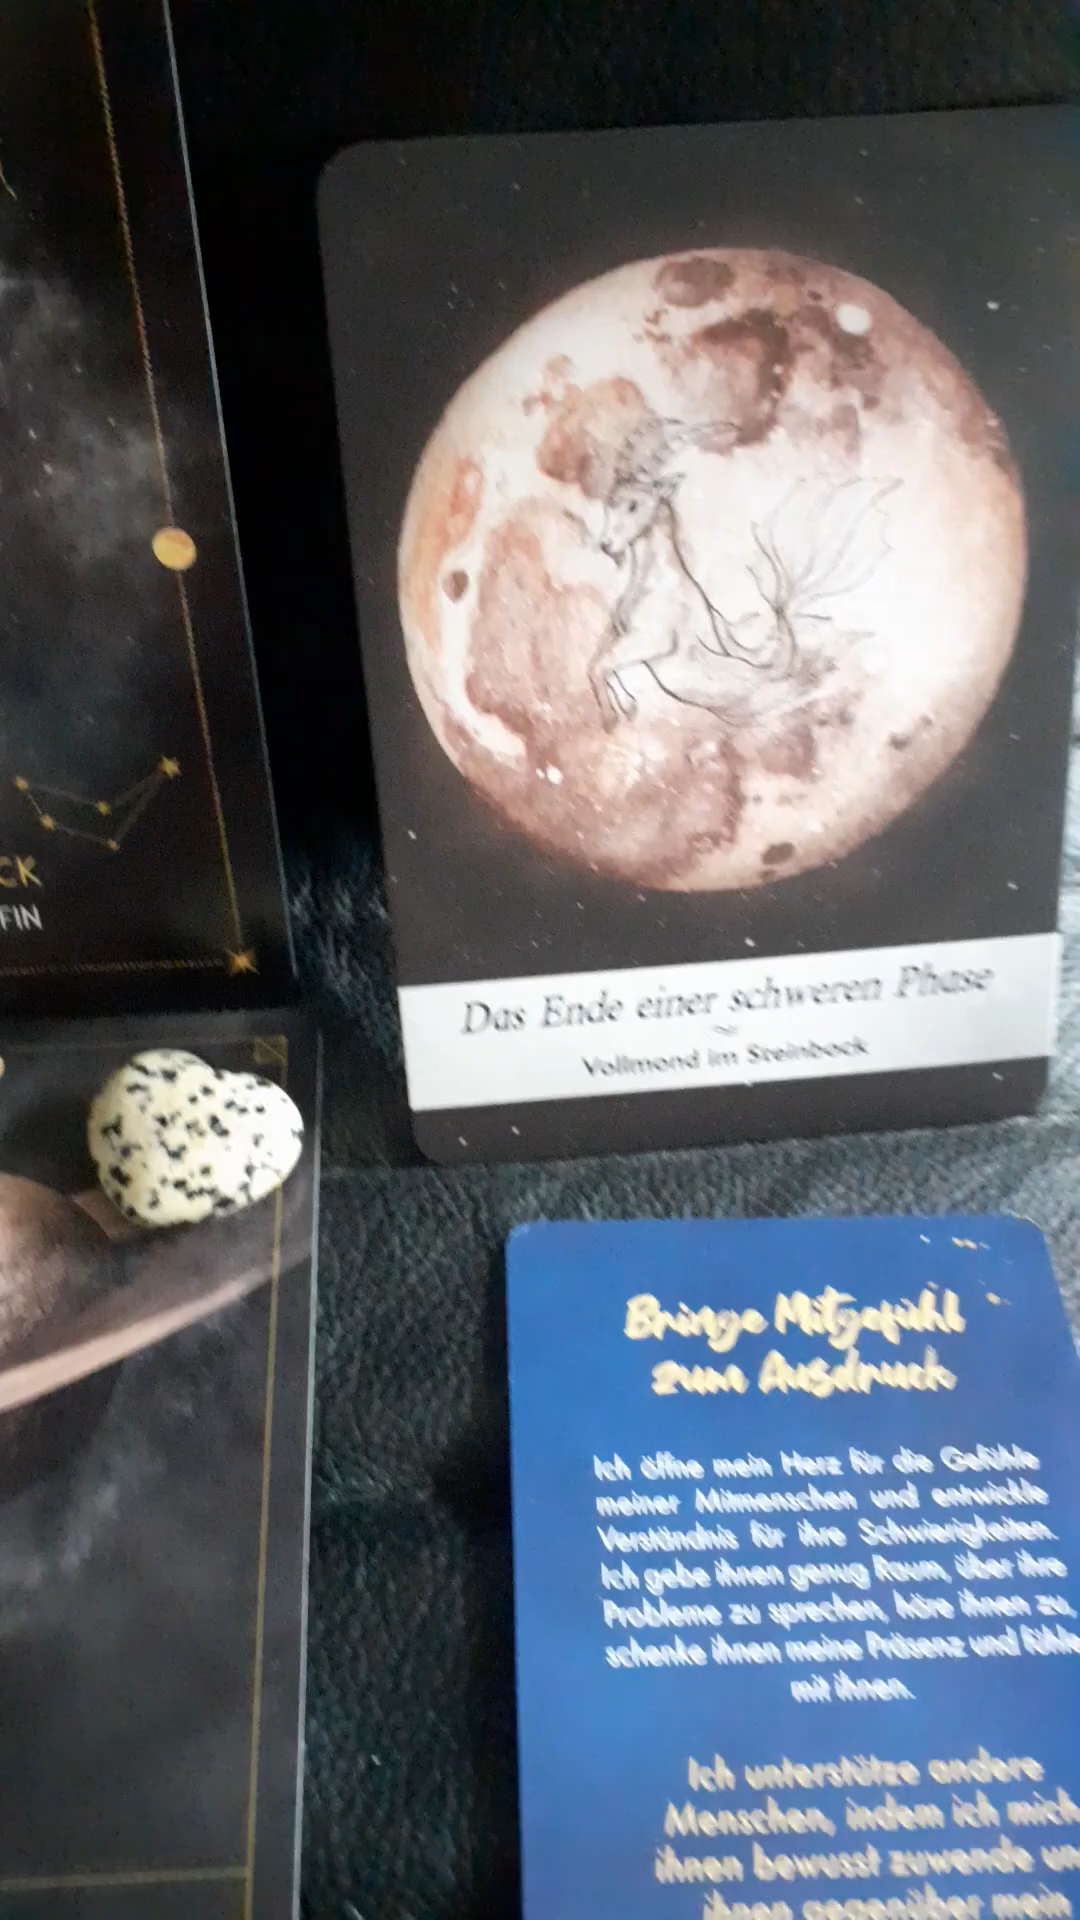 CK
FIN
Das Ende einer schweren Phase
Vollmond im Steinbock
Bringe Mitgefühl
zum Ausdruck
Ich öffne mein Herz für die Gefühle
meiner Mitmenschen und entwickle
Verständnis für ihre Schwierigkeiten.
Ich gebe ihnen genug Raum, über ihre
Probleme zu sprechen, höre ihnen zu,
schenke ihnen meine Präsenz und fühle
mit ihnen.
Ich unterstütze andere
Menschen, indem ich mich
ihnen bewusst zuwende
ihnen gegenüber mein